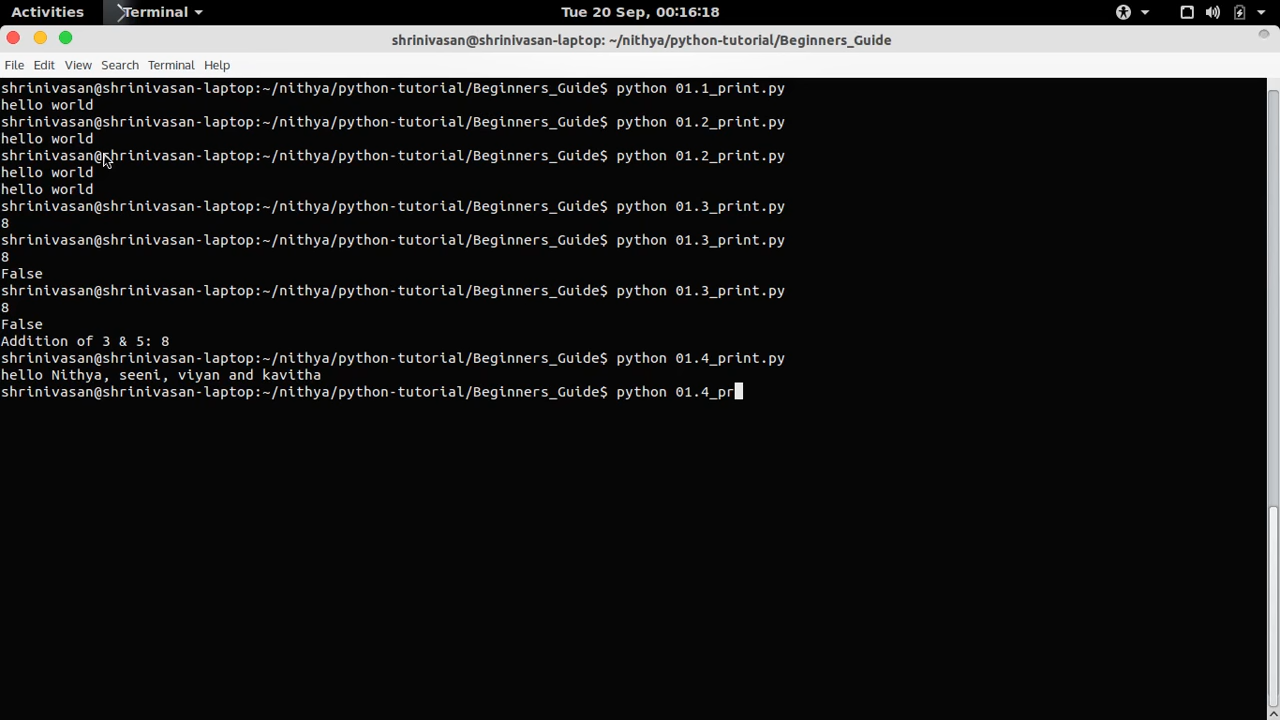 Activities Terminal Tue 20 Sep, 00:16:18
shrinivasan@shrinivasan-laptop: ~/nithya/python-tutorial/Beginners_Guide
File Edit View Search Terminal Help
shrinivasan@shrinivasan-laptop:~/nithya/python-tutorial/Beginners_Guide$ python 01.1_print.py
hello world
shrinivasan@shrinivasan-laptop:~/nithya/python-tutorial/Beginners_Guide$ python 01.2_print.py
hello world
shrinivasan@shrinivasan-laptop:~/nithya/python-tutorial/Beginners_Guide$ python 01.2_print.py
hello world
hello world
shrinivasan@shrinivasan-laptop:~/nithya/python-tutorial/Beginners_Guide$ python 01.3_print.py
8
shrinivasan@shrinivasan-laptop:~/nithya/python-tutorial/Beginners_Guide$ python 01.3_print.py
8
False
shrinivasan@shrinivasan-laptop:~/nithya/python-tutorial/Beginners_Guide$ python 01.3_print.py
8
False
Addition of 3 & 5: 8
shrinivasan@shrinivasan-laptop:~/nithya/python-tutorial/Beginners_Guide$ python 01.4_print.py
hello Nithya, seeni, viyan and kavitha
shrinivasan@shrinivasan-laptop:~/nithya/python-tutorial/Beginners_Guide$ python 01.4_pr